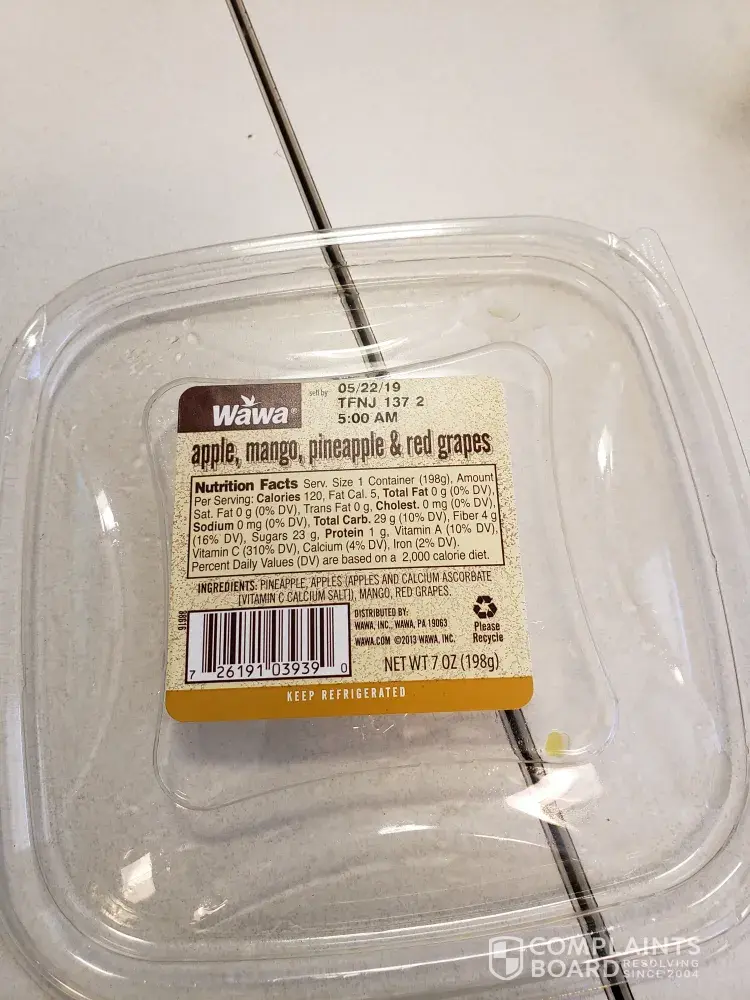 Wawa®
sell by 05/22/19
TFNJ 137 2
5:00 AM
apple, mango, pineapple & red grapes
Nutrition Facts Serv. Size 1 Container (198g), Amount
Per Serving: Calories 120, Fat Cal. 5, Total Fat 0 g (0% DV),
Sat. Fat 0 g (0% DV), Trans Fat 0 g, Cholest. 0 mg (0% DV),
Sodium 0 mg (0% DV), Total Carb. 29 g (10% DV), Fiber 4 g
(16% DV), Sugars 23 g, Protein 1 g, Vitamin A (10% DV),
Vitamin C (310% DV), Calcium (4% DV), Iron (2% DV).
Percent Daily Values (DV) are based on a 2,000 calorie diet.
INGREDIENTS: PINEAPPLE, APPLES (APPLES AND CALCIUM ASCORBATE
[VITAMIN C CALCIUM SALT]), MANGO, RED GRAPES.
7 26191 03939 0
DISTRIBUTED BY:
WAWA, INC., WAWA, PA 19063
WAWA.COM ©2013 WAWA, INC.
Please
Recycle
NET WT 7 OZ (198g)
KEEP REFRIGERATED
COMPLAINTS
BOARD RESOLVING
SINCE 2004